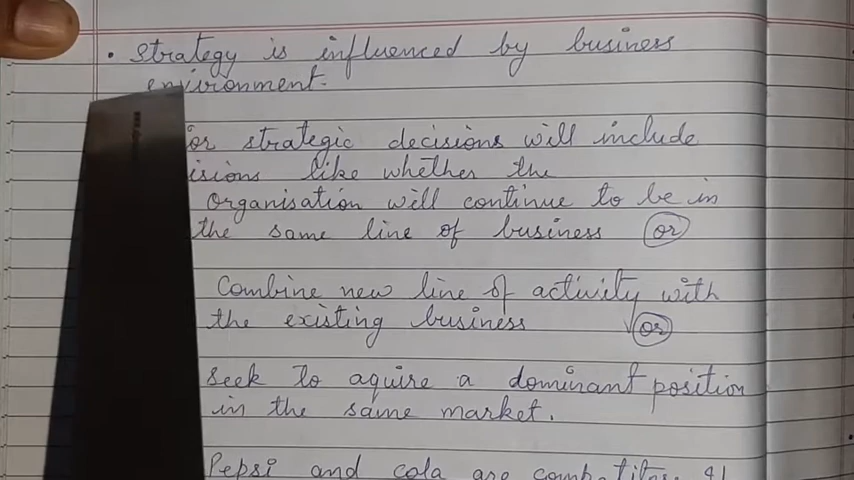 • Strategy is influenced by business
environment.
or strategic decisions will include
isions like whether the
organisation will continue to be in
the same line of business or
Combine new line of activity with
the existing business or
seek to aquire a dominant position
in the same market.
Pepsi and cola are